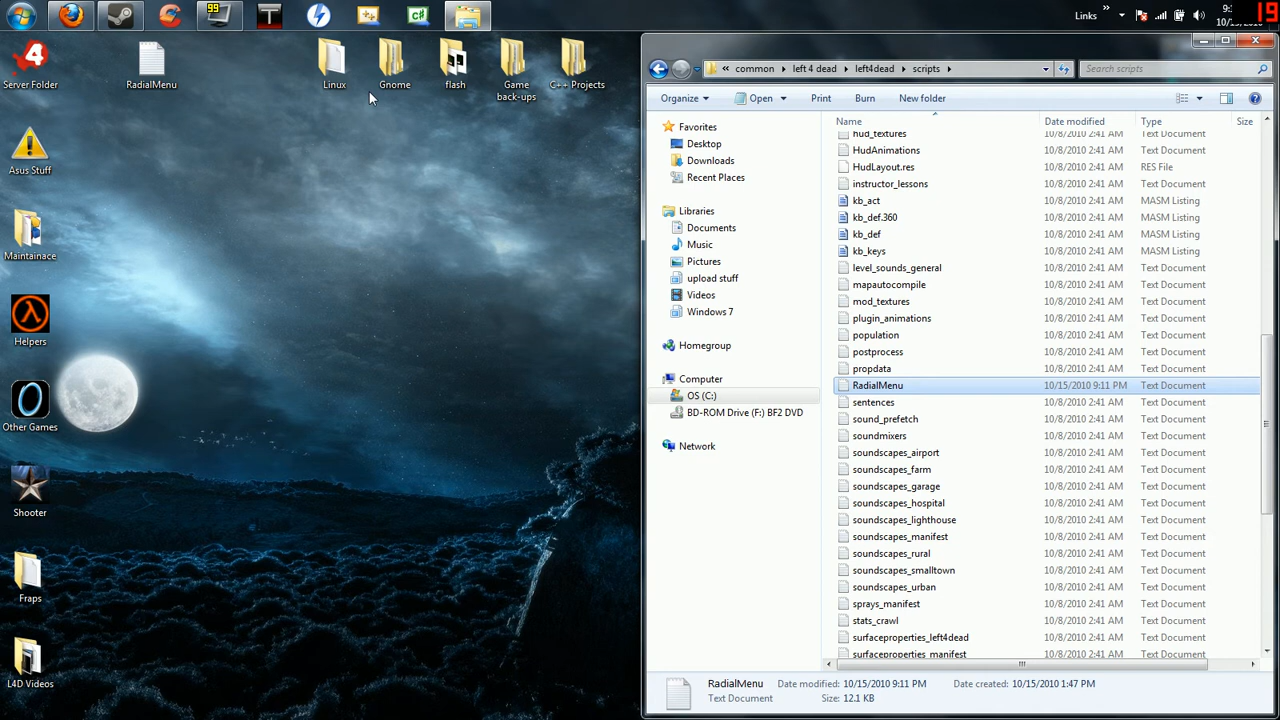 99
T
C#
Links
»
9:
10/15/2010
19
4
Server Folder
RadialMenu
Linux
Gnome
flash
Game
back-ups
C++ Projects
Asus Stuff
Maintainace
Helpers
Other Games
Shooter
Fraps
L4D Videos
« common ▸ left 4 dead ▸ left4dead ▸ scripts ▸
Search scripts
Organize
Open
Print
Burn
New folder
Favorites
Desktop
Downloads
Recent Places
Libraries
Documents
Music
Pictures
upload stuff
Videos
Windows 7
Homegroup
Computer
OS (C:)
BD-ROM Drive (F:) BF2 DVD
Network
Name Date modified Type Size
hud_textures 10/8/2010 2:41 AM Text Document
HudAnimations 10/8/2010 2:41 AM Text Document
HudLayout.res 10/8/2010 2:41 AM RES File
instructor_lessons 10/8/2010 2:41 AM Text Document
kb_act 10/8/2010 2:41 AM MASM Listing
kb_def.360 10/8/2010 2:41 AM MASM Listing
kb_def 10/8/2010 2:41 AM MASM Listing
kb_keys 10/8/2010 2:41 AM MASM Listing
level_sounds_general 10/8/2010 2:41 AM Text Document
mapautocompile 10/8/2010 2:41 AM Text Document
mod_textures 10/8/2010 2:41 AM Text Document
plugin_animations 10/8/2010 2:41 AM Text Document
population 10/8/2010 2:41 AM Text Document
postprocess 10/8/2010 2:41 AM Text Document
propdata 10/8/2010 2:41 AM Text Document
RadialMenu 10/15/2010 9:11 PM Text Document
sentences 10/8/2010 2:41 AM Text Document
sound_prefetch 10/8/2010 2:41 AM Text Document
soundmixers 10/8/2010 2:41 AM Text Document
soundscapes_airport 10/8/2010 2:41 AM Text Document
soundscapes_farm 10/8/2010 2:41 AM Text Document
soundscapes_garage 10/8/2010 2:41 AM Text Document
soundscapes_hospital 10/8/2010 2:41 AM Text Document
soundscapes_lighthouse 10/8/2010 2:41 AM Text Document
soundscapes_manifest 10/8/2010 2:41 AM Text Document
soundscapes_rural 10/8/2010 2:41 AM Text Document
soundscapes_smalltown 10/8/2010 2:41 AM Text Document
soundscapes_urban 10/8/2010 2:41 AM Text Document
sprays_manifest 10/8/2010 2:41 AM Text Document
stats_crawl 10/8/2010 2:41 AM Text Document
surfaceproperties_left4dead 10/8/2010 2:41 AM Text Document
surfaceproperties_manifest 10/8/2010 2:41 AM Text Document
RadialMenu Date modified: 10/15/2010 9:11 PM Date created: 10/15/2010 1:47 PM
Text Document Size: 12.1 KB